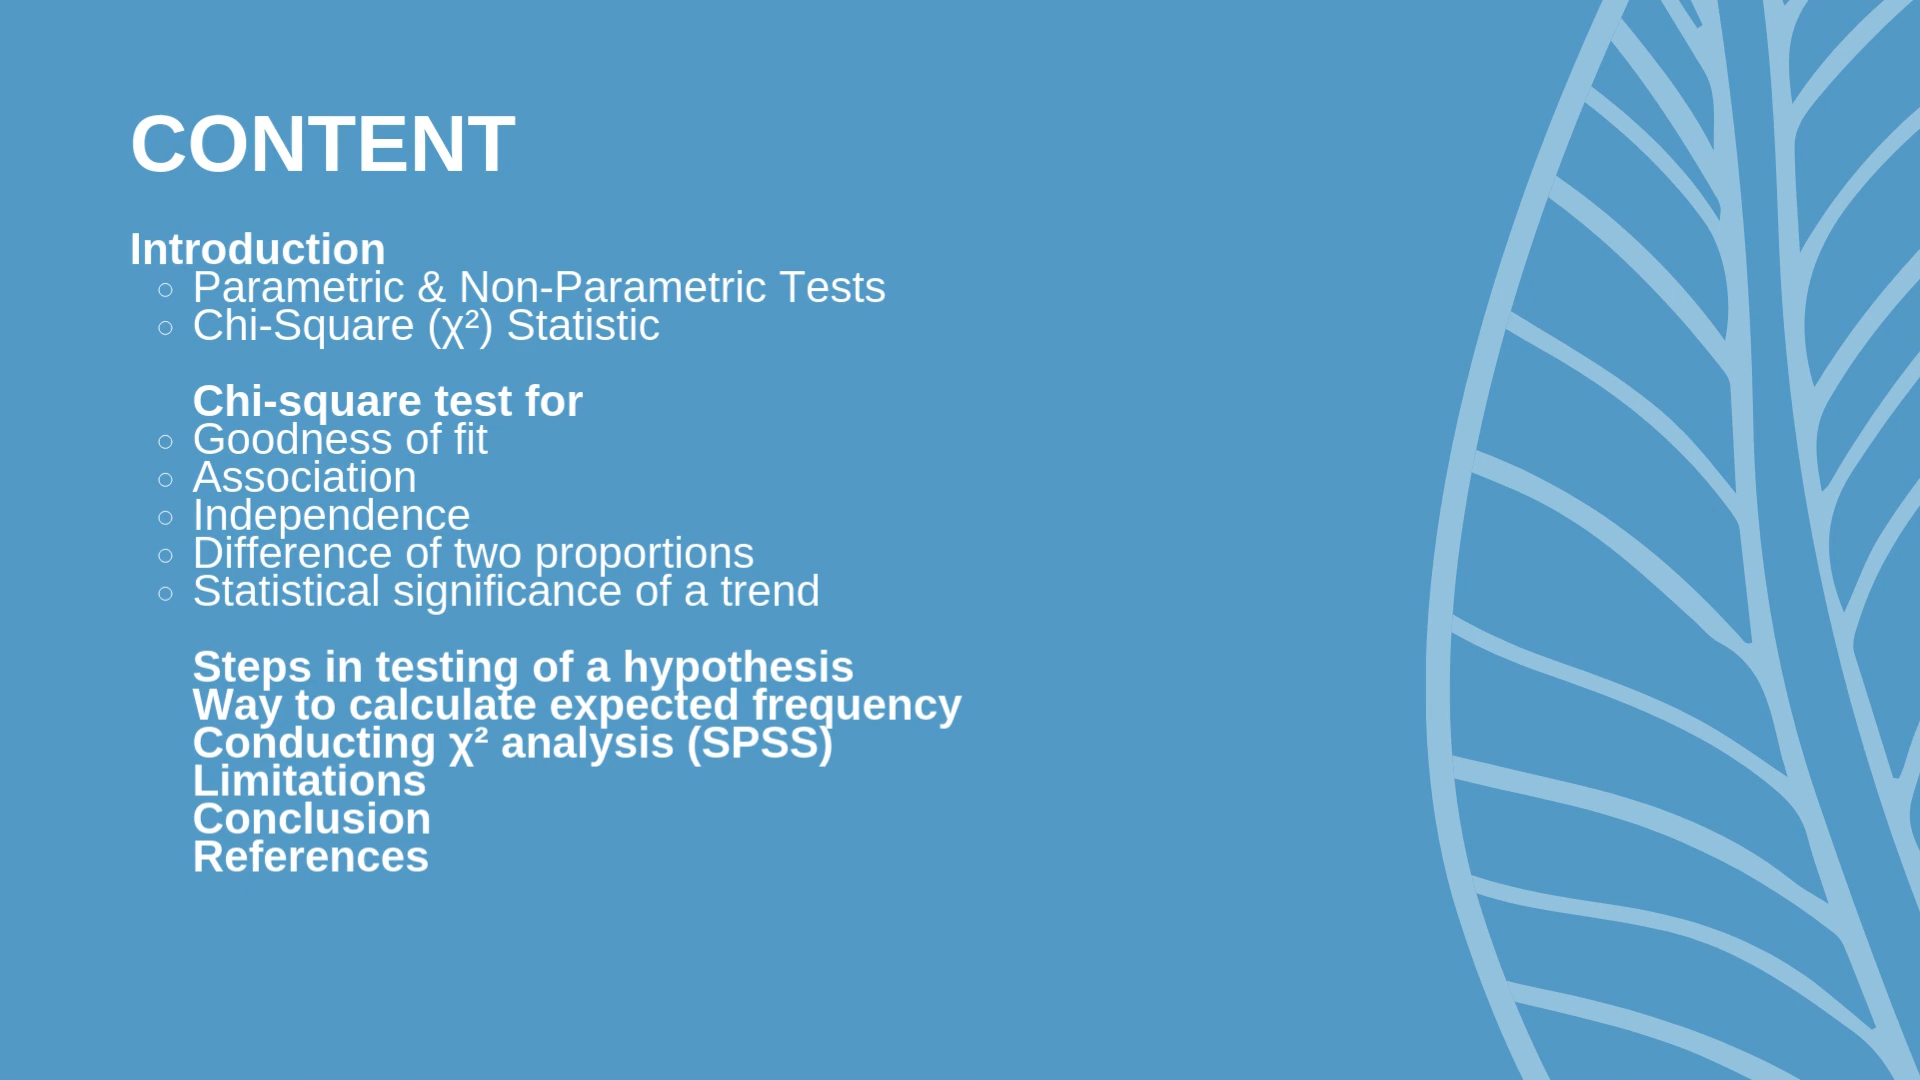 CONTENT
Introduction
○ Parametric & Non-Parametric Tests
○ Chi-Square (χ²) Statistic
Chi-square test for
○ Goodness of fit
○ Association
○ Independence
○ Difference of two proportions
○ Statistical significance of a trend
Steps in testing of a hypothesis
Way to calculate expected frequency
Conducting χ² analysis (SPSS)
Limitations
Conclusion
References